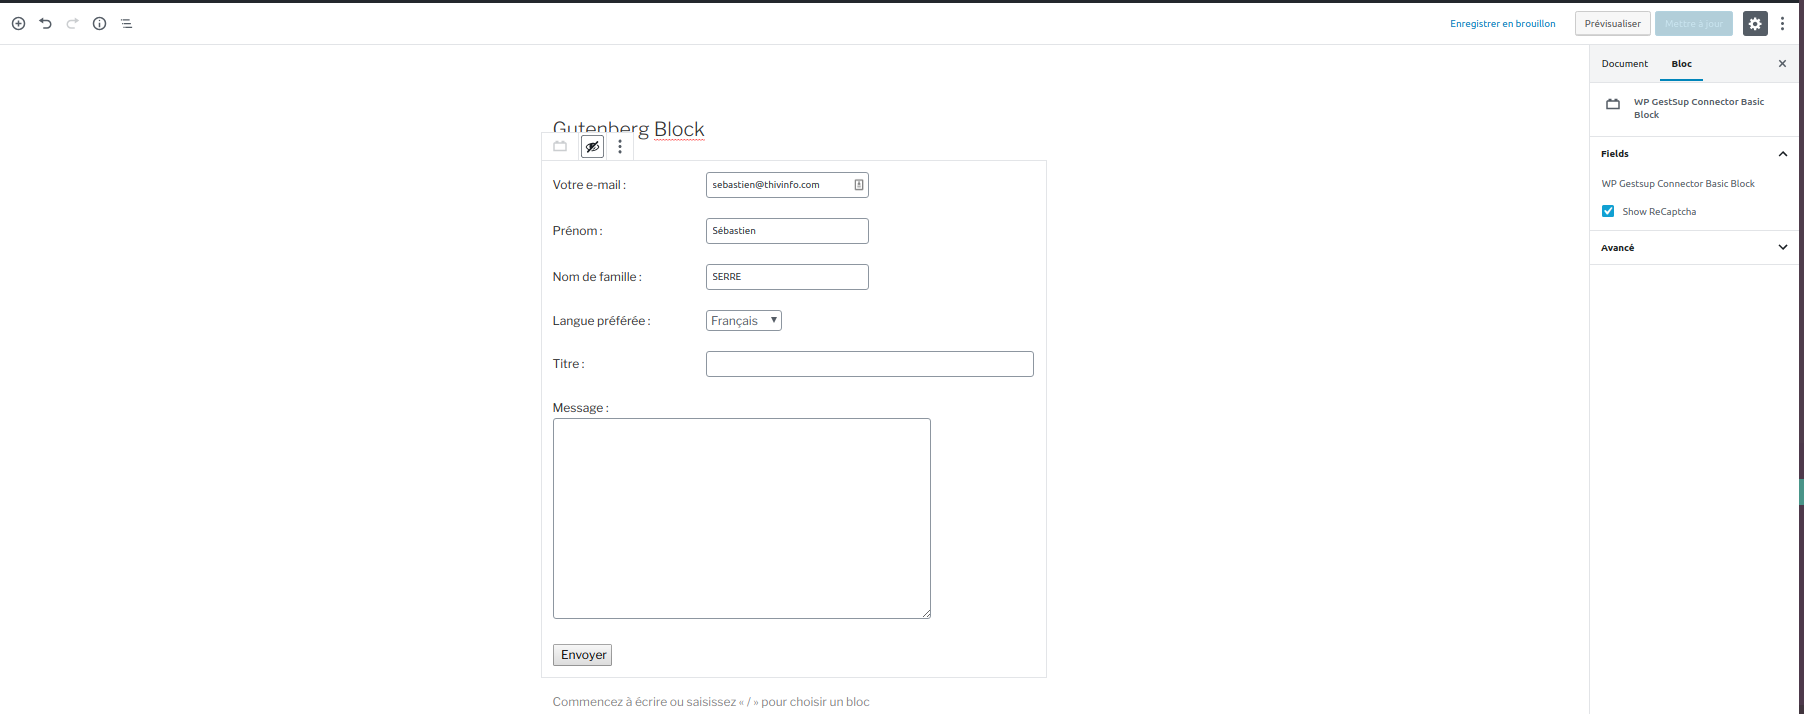 Enregistrer en brouillon
Prévisualiser
Mettre à jour
Document
Bloc
WP GestSup Connector Basic
Block
Fields
WP Gestsup Connector Basic Block
Show ReCaptcha
Avancé
Gutenberg Block
Votre e-mail :
sebastien@thivinfo.com
Prénom :
Sébastien
Nom de famille :
SERRE
Langue préférée :
Français
Titre :
Message :
Envoyer
Commencez à écrire ou saisissez « / » pour choisir un bloc